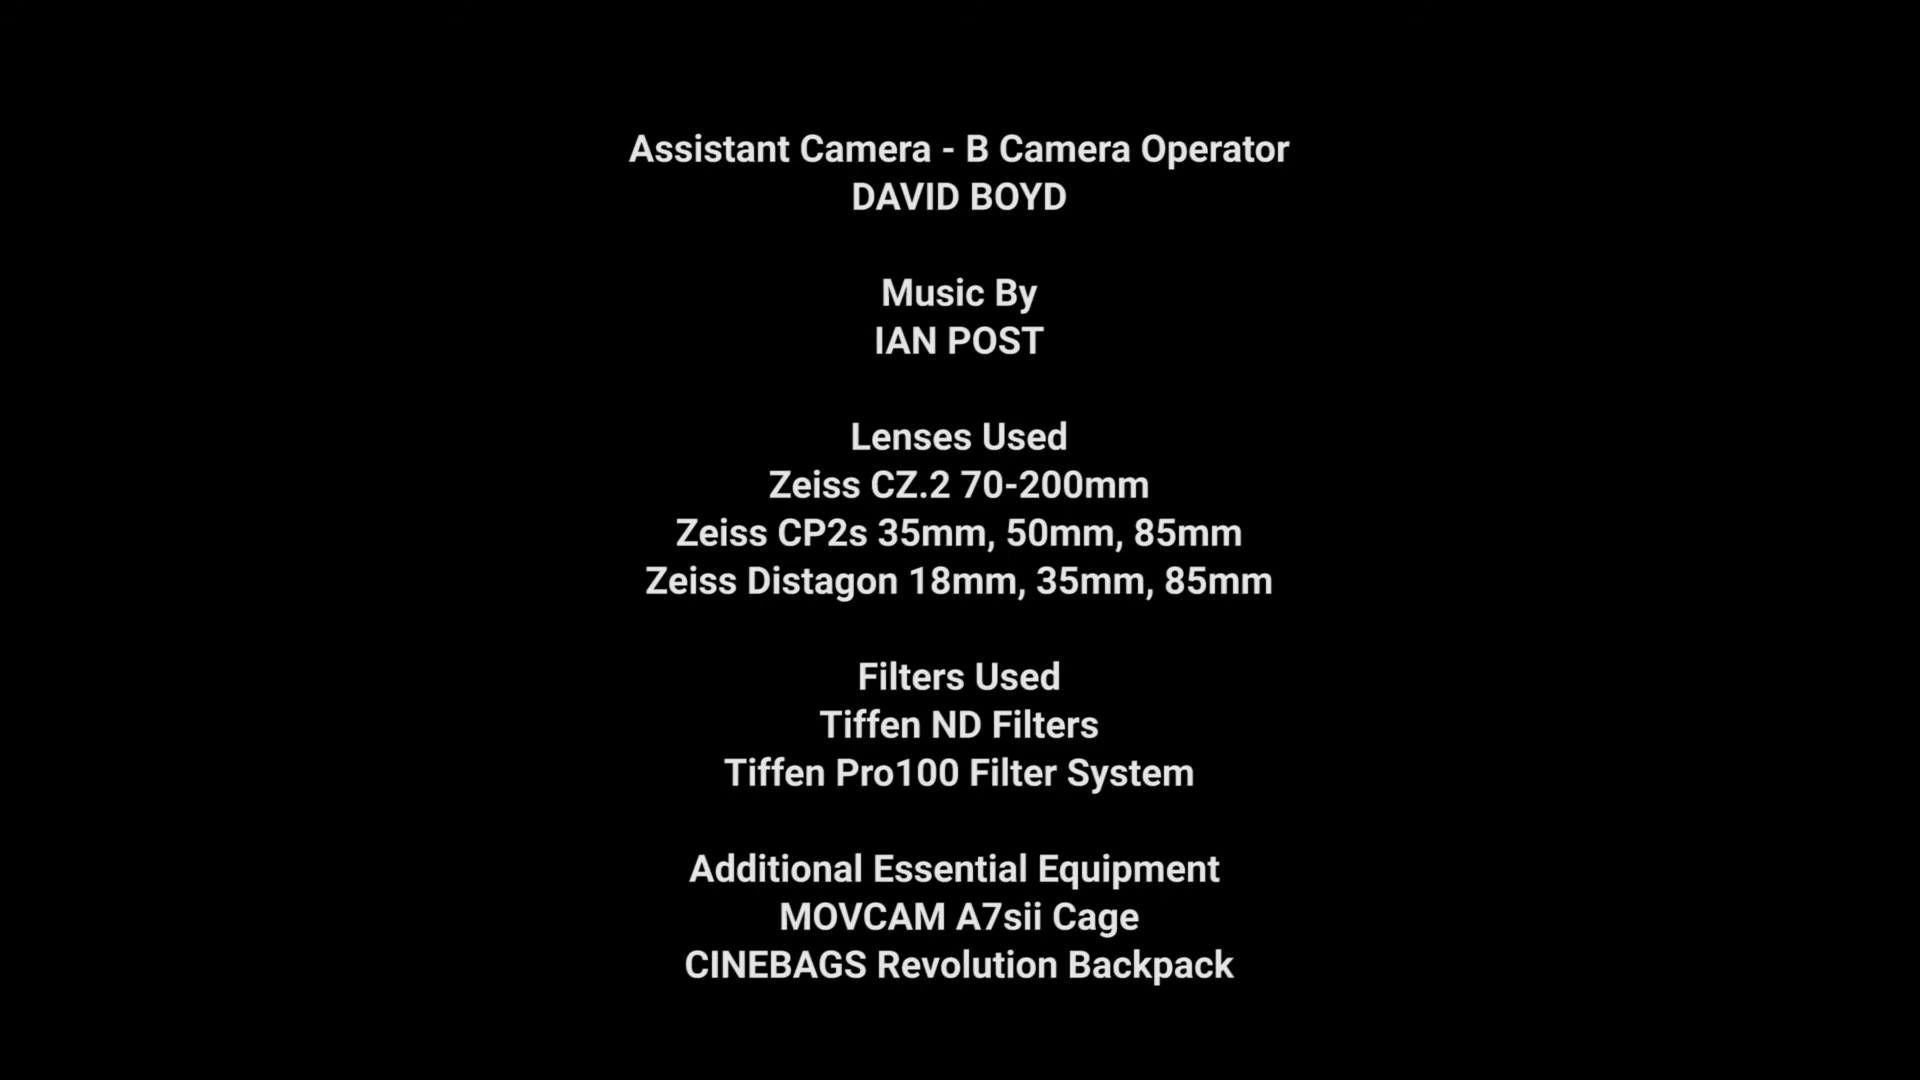 Assistant Camera - B Camera Operator
DAVID BOYD
Music By
IAN POST
Lenses Used
Zeiss CZ.2 70-200mm
Zeiss CP2s 35mm, 50mm, 85mm
Zeiss Distagon 18mm, 35mm, 85mm
Filters Used
Tiffen ND Filters
Tiffen Pro100 Filter System
Additional Essential Equipment
MOVCAM A7sii Cage
CINEBAGS Revolution Backpack